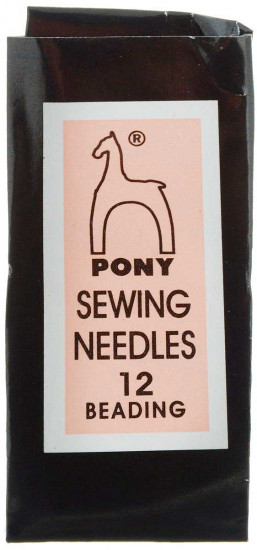 ®
PONY
SEWING
NEEDLES
12
BEADING